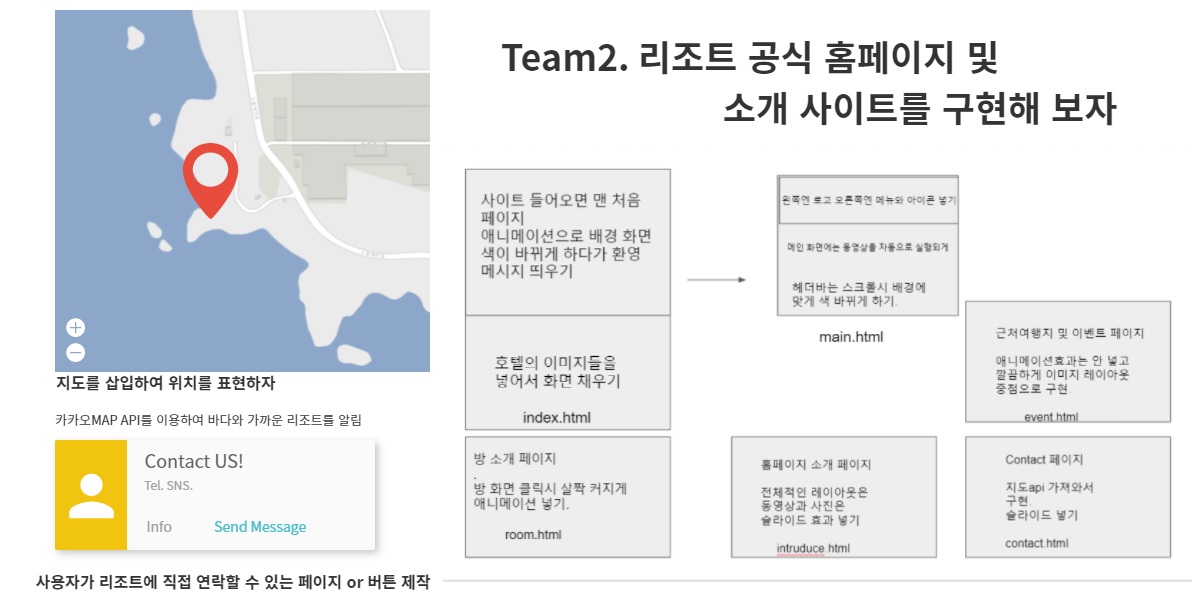 Team2. 리조트 공식 홈페이지 및
소개 사이트를 구현해 보자
지도를 삽입하여 위치를 표현하자
카카오MAP API를 이용하여 바다와 가까운 리조트를 알림
Contact US!
Tel. SNS.
Info
Send Message
사용자가 리조트에 직접 연락할 수 있는 페이지 or 버튼 제작
사이트 들어오면 맨 처음
페이지
애니메이션으로 배경 화면
색이 바뀌게 하다가 환영
메시지 띄우기
호텔의 이미지들을
넣어서 화면 채우기
index.html
왼쪽엔 로고 오른쪽엔 메뉴와 아이콘 넣기
메인 화면에는 동영상을 자동으로 실행되게
헤더바는 스크롤시 배경에
맞게 색 바뀌게 하기.
main.html
근처여행지 및 이벤트 페이지
애니메이션효과는 안 넣고
깔끔하게 이미지 레이아웃
중점으로 구현.
event.html
방 소개 페이지
.
방 화면 클릭시 살짝 커지게
애니메이션 넣기.
room.html
홈페이지 소개 페이지
전체적인 레이아웃은
동영상과 사진은
슬라이드 효과 넣기
intruduce.html
Contact 페이지
지도api 가져와서
구현.
슬라이드 넣기
contact.html